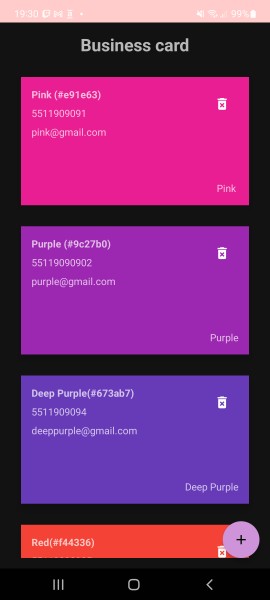 19:30
99%
Business card
Pink (#e91e63)
5511909091
pink@gmail.com
Pink
Purple (#9c27b0)
55119090902
purple@gmail.com
Purple
Deep Purple(#673ab7)
5511909094
deeppurple@gmail.com
Deep Purple
Red(#f44336)